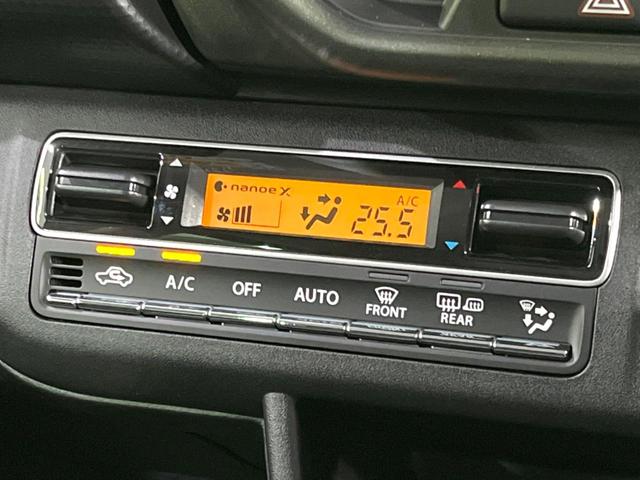 nanoe X
A/C
25.5
A/C
OFF
AUTO
FRONT
REAR